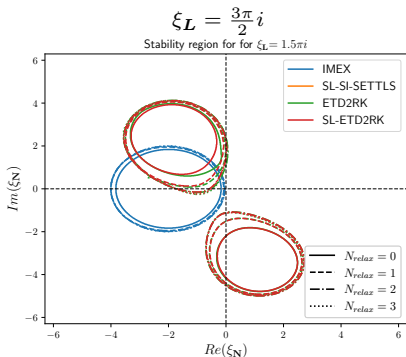 ξ_L = 3π/2 i
Stability region for for ξ_L = 1.5πi
IMEX
SL-SI-SETTLS
ETD2RK
SL-ETD2RK
Im(ξ_N)
6
4
2
0
−2
−4
−6
N_relax = 0
N_relax = 1
N_relax = 2
N_relax = 3
−6 −4 −2 0 2 4 6
Re(ξ_N)